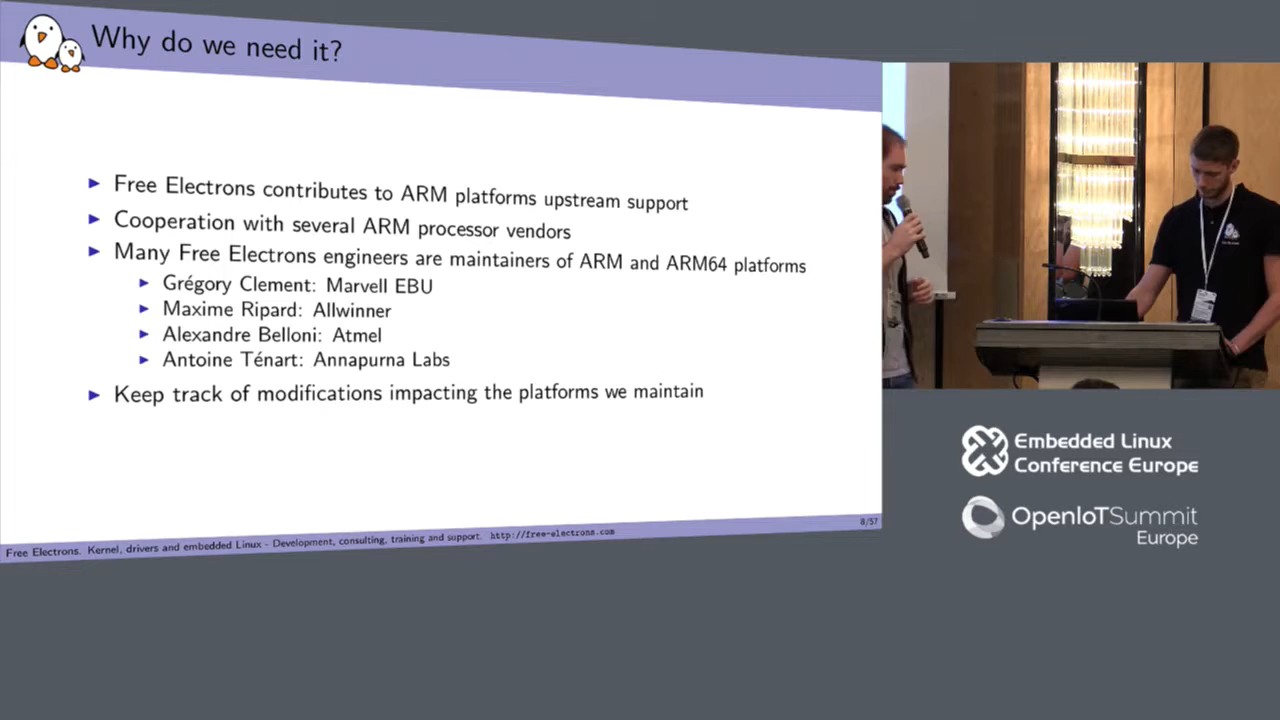 Why do we need it?
Free Electrons contributes to ARM platforms upstream support
Cooperation with several ARM processor vendors
Many Free Electrons engineers are maintainers of ARM and ARM64 platforms
Grégory Clement: Marvell EBU
Maxime Ripard: Allwinner
Alexandre Belloni: Atmel
Antoine Ténart: Annapurna Labs
Keep track of modifications impacting the platforms we maintain
Free Electrons. Kernel, drivers and embedded Linux - Development, consulting, training and support. http://free-electrons.com
8/57
Embedded Linux
Conference Europe
OpenIoTSummit
Europe